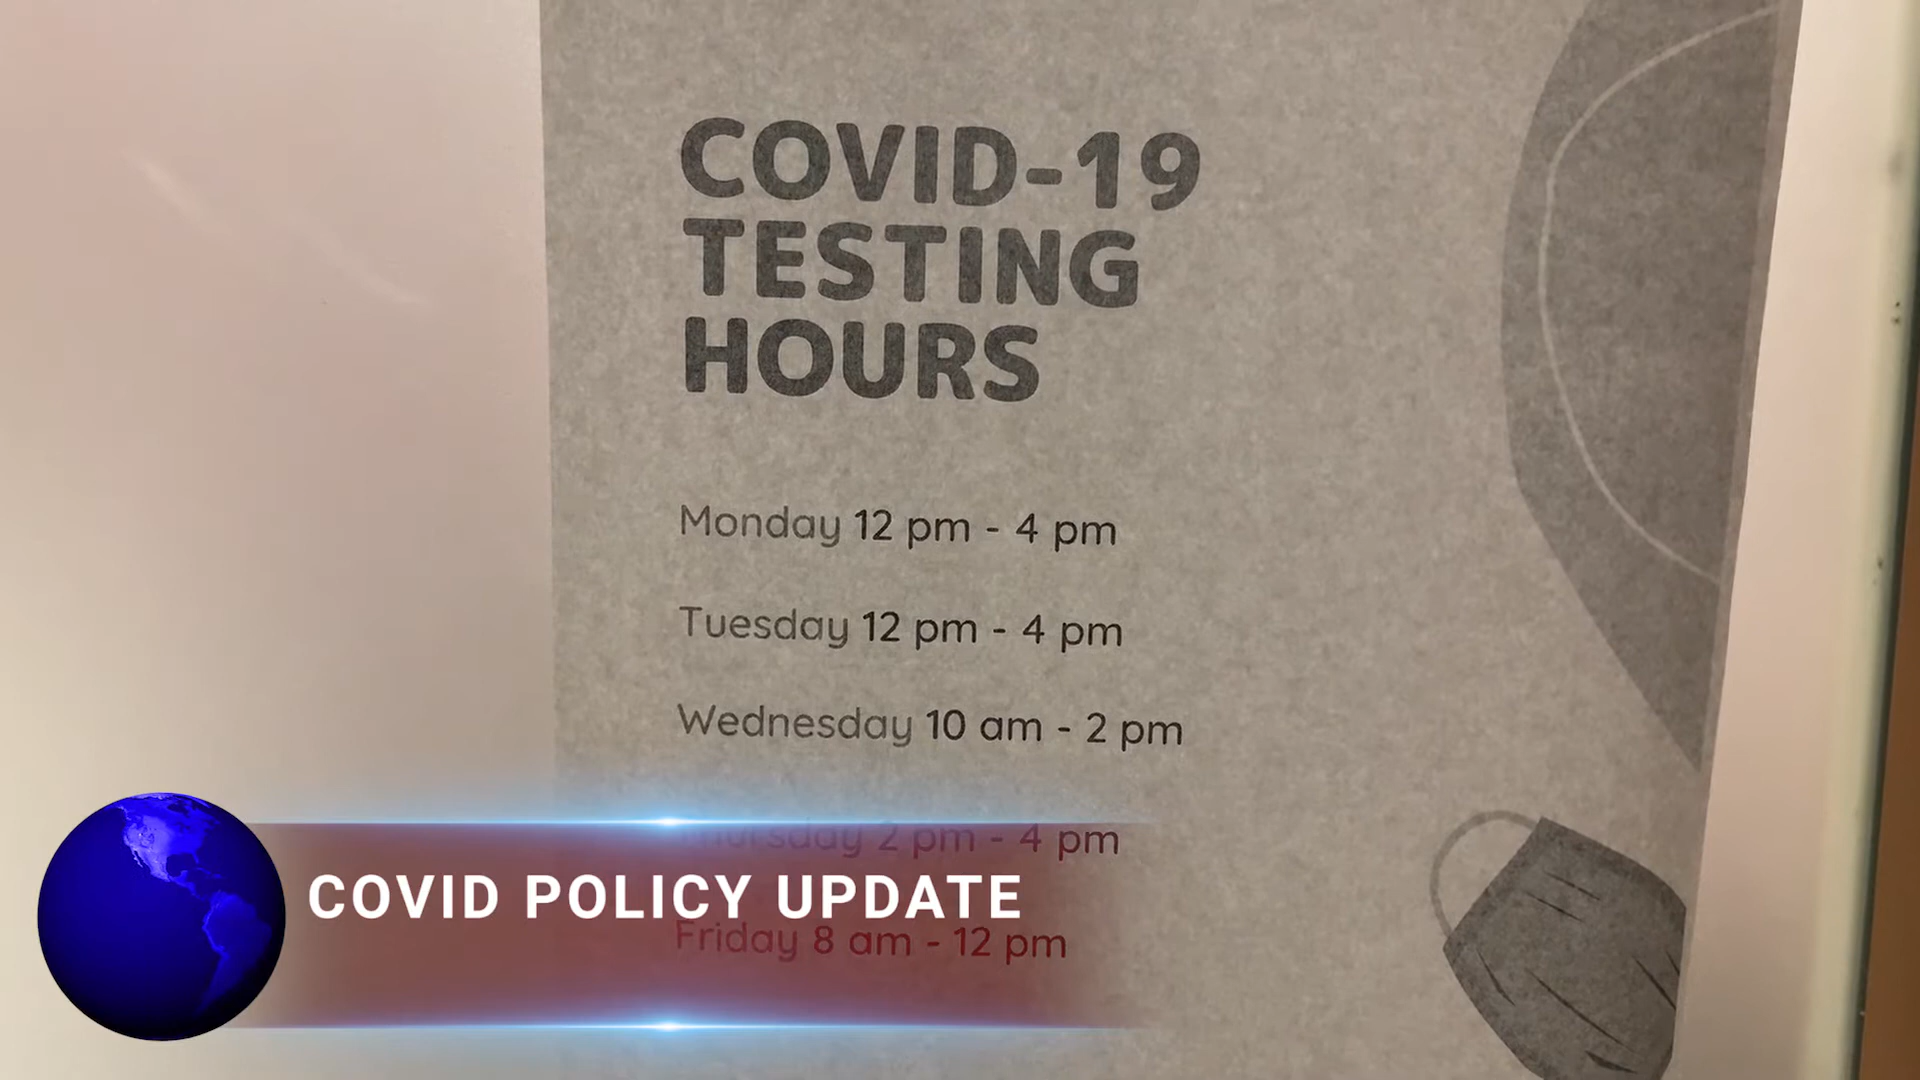 COVID-19
TESTING
HOURS
Monday 12 pm - 4 pm
Tuesday 12 pm - 4 pm
Wednesday 10 am - 2 pm
Thursday 2 pm - 4 pm
COVID POLICY UPDATE
Friday 8 am - 12 pm